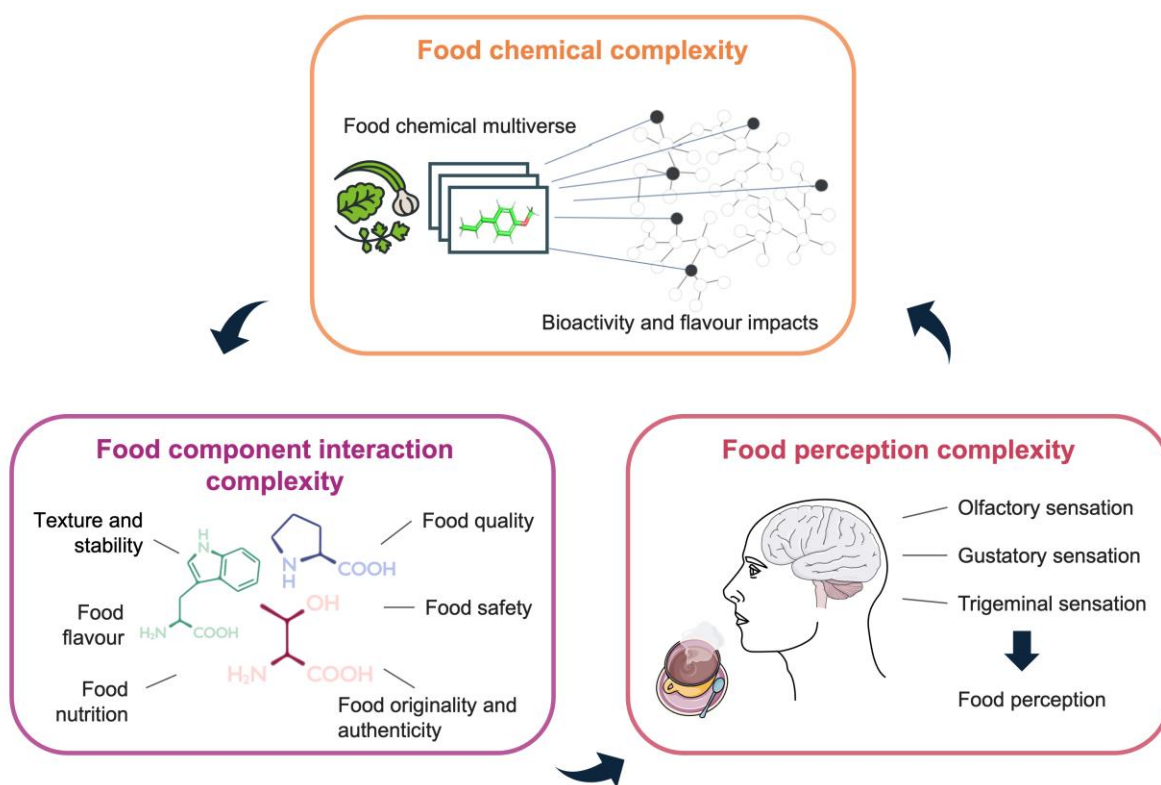 Food chemical complexity
Food chemical multiverse
Bioactivity and flavour impacts
Food component interaction
complexity
Texture and
stability
Food
flavour
Food
nutrition
Food quality
Food safety
Food originality and
authenticity
H
N
H₂N
COOH
N
H
COOH
OH
H₂N
COOH
Food perception complexity
Olfactory sensation
Gustatory sensation
Trigeminal sensation
Food perception